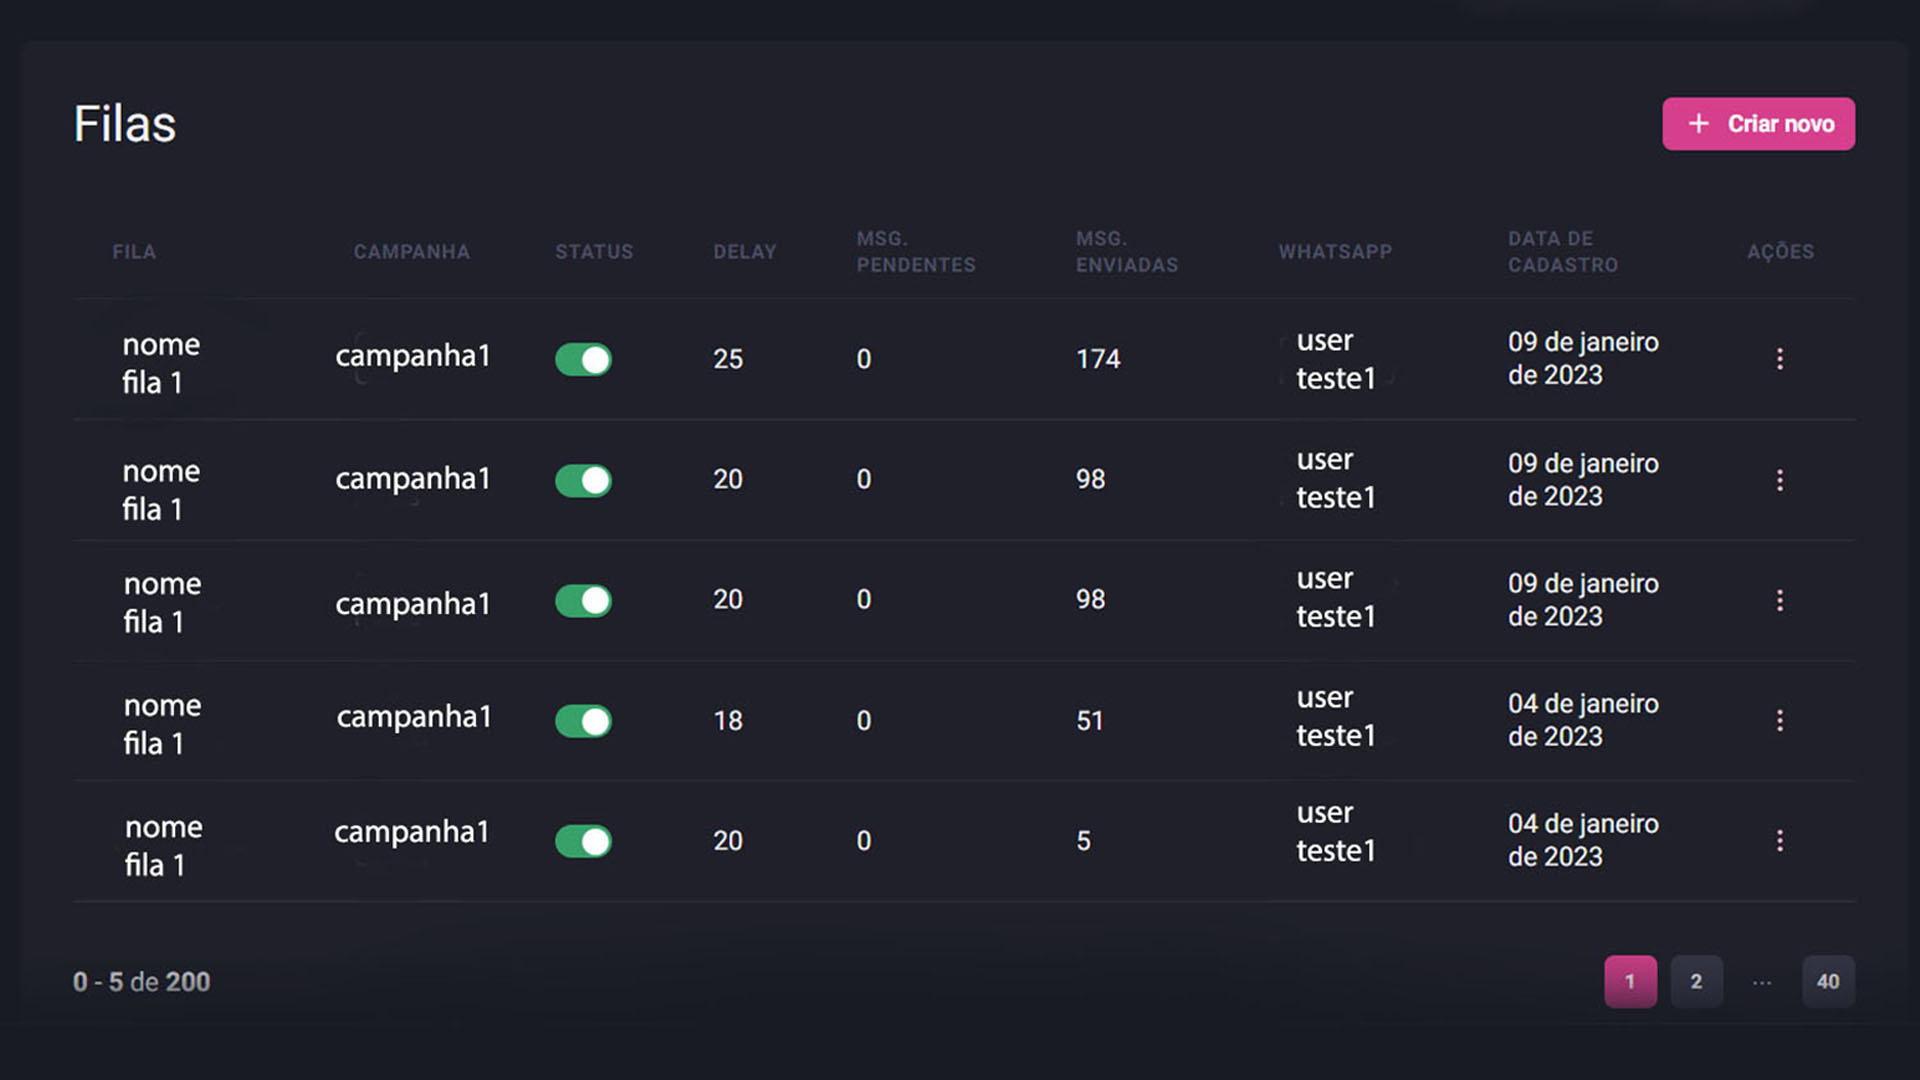 Filas
+ Criar novo
FILA CAMPANHA STATUS DELAY MSG. PENDENTES MSG. ENVIADAS WHATSAPP DATA DE CADASTRO AÇÕES
nome fila 1 campanha1 25 0 174 user teste1 09 de janeiro de 2023
nome fila 1 campanha1 20 0 98 user teste1 09 de janeiro de 2023
nome fila 1 campanha1 20 0 98 user teste1 09 de janeiro de 2023
nome fila 1 campanha1 18 0 51 user teste1 04 de janeiro de 2023
nome fila 1 campanha1 20 0 5 user teste1 04 de janeiro de 2023
0 - 5 de 200
1 2 ... 40